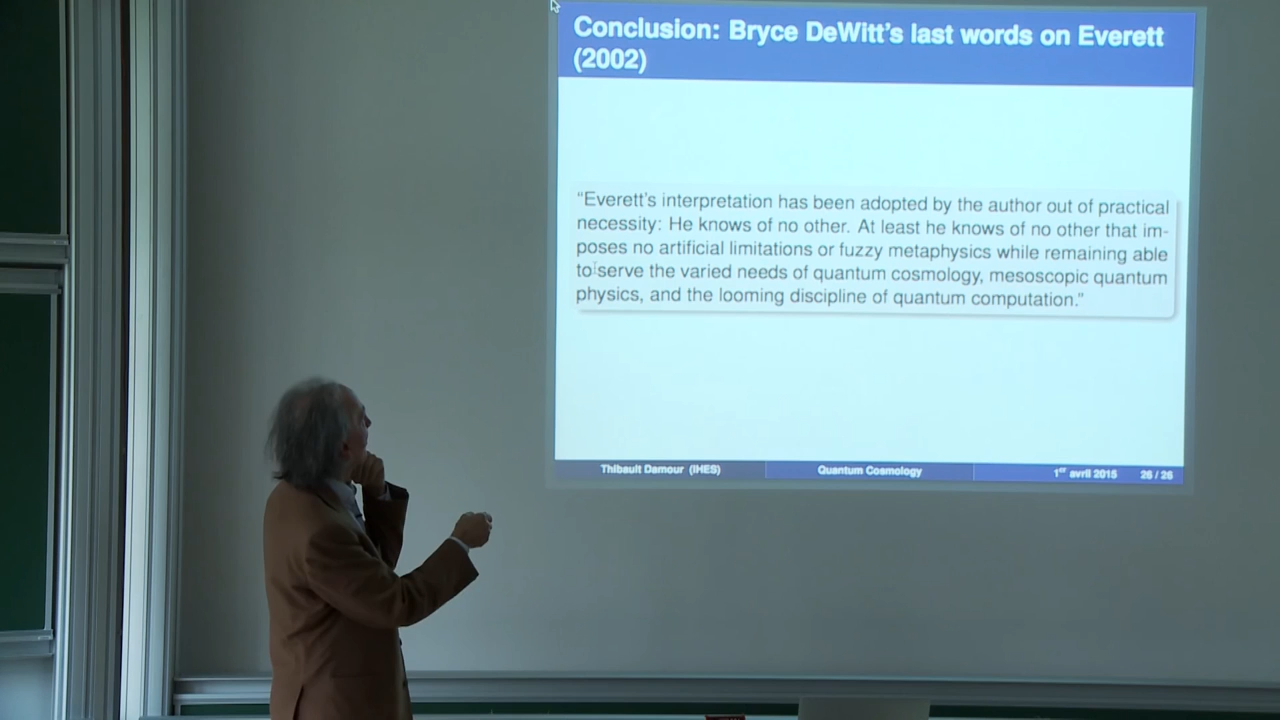 Conclusion: Bryce DeWitt's last words on Everett
(2002)
“Everett's interpretation has been adopted by the author out of practical
necessity: He knows of no other. At least he knows of no other that im-
poses no artificial limitations or fuzzy metaphysics while remaining able
to serve the varied needs of quantum cosmology, mesoscopic quantum
physics, and the looming discipline of quantum computation.”
Thibault Damour (IHES)
Quantum Cosmology
1er avril 2015
26 / 26